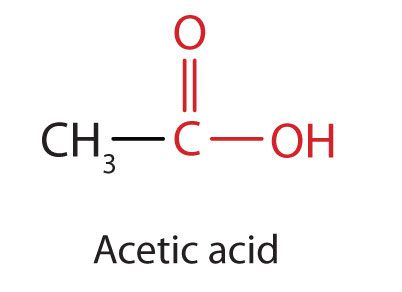 O
CH3 C OH
Acetic acid